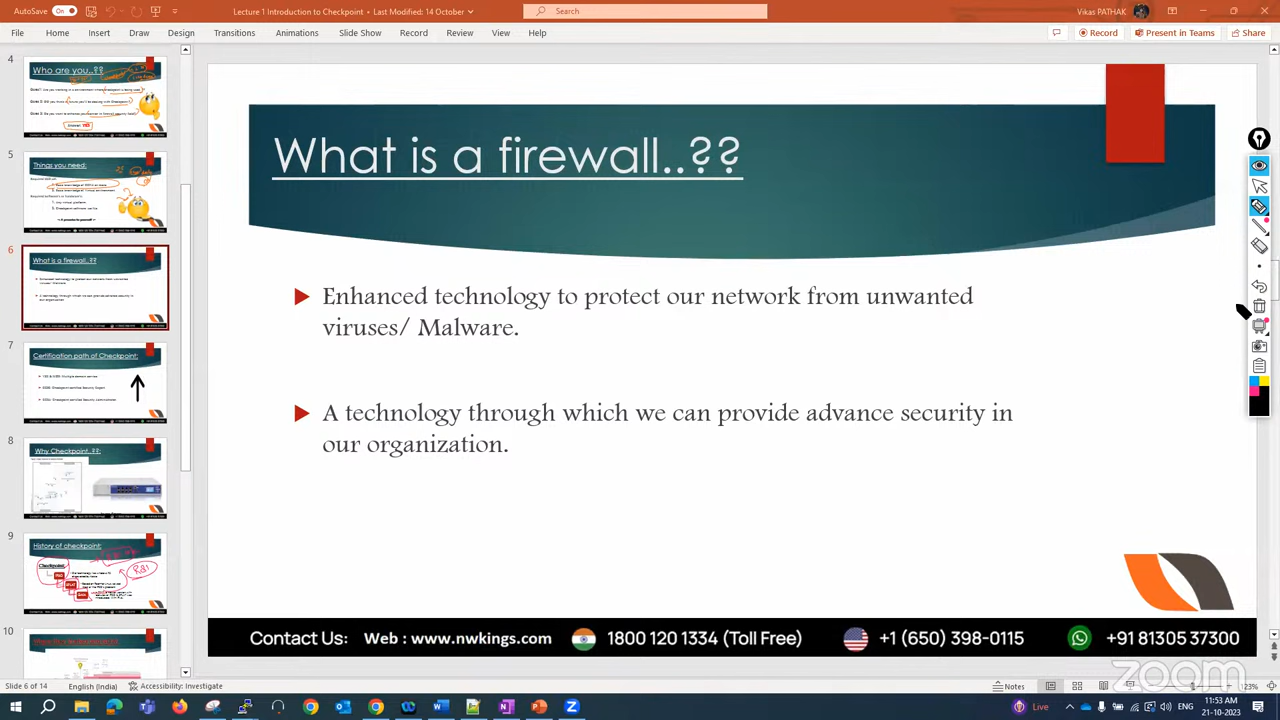 AutoSave On Lecture 1 Introduction to Checkpoint • Last Modified: 14 October Search Vikas PATHAK
File Home Insert Draw Design Transitions Animations Slide Show Record Review View Help Record Present in Teams Share
4
Who are you..??
Answer: YES
5
Things you need:
6
What is a firewall..??
7
Certification path of Checkpoint:
8
Why Checkpoint..??:
9
History of checkpoint:
Checkpoint
R81
What is a firewall..??
Enhanced technology to protect our network from unwanted
viruses/ Malware.
A technology through which we can provide advance security in
our organization.
Contact Us: Web : www.nwkings.com 1800 120 1334 (Toll Free) +1 (650) 398-0115 +91 81305 37300
zoom
Slide 6 of 14 English (India) Accessibility: Investigate Notes
Live ENG 11:53 AM
21-10-2023